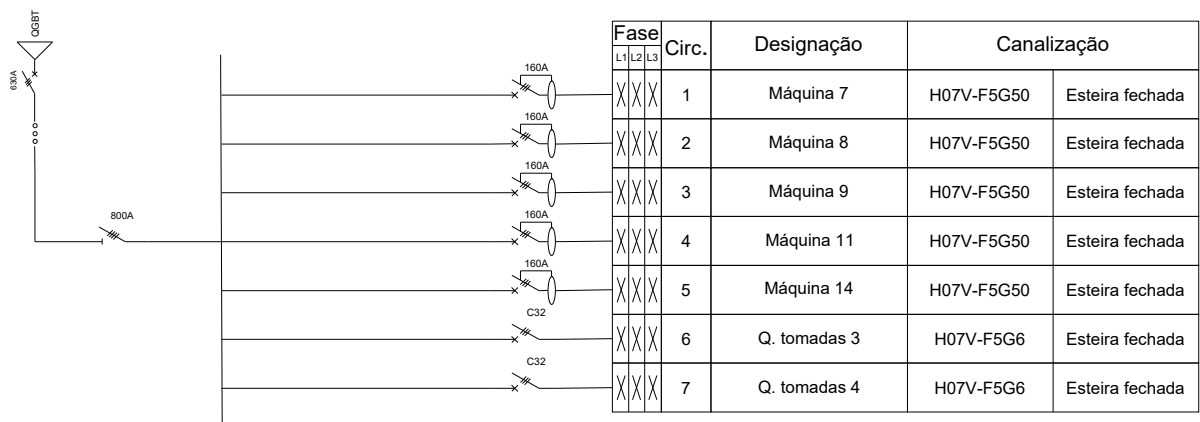 QGBT
630A
800A
Fase Circ. Designação Canalização
L1 L2 L3
160A 1 Máquina 7 H07V-F5G50 Esteira fechada
160A 2 Máquina 8 H07V-F5G50 Esteira fechada
160A 3 Máquina 9 H07V-F5G50 Esteira fechada
160A 4 Máquina 11 H07V-F5G50 Esteira fechada
160A 5 Máquina 14 H07V-F5G50 Esteira fechada
C32 6 Q. tomadas 3 H07V-F5G6 Esteira fechada
C32 7 Q. tomadas 4 H07V-F5G6 Esteira fechada